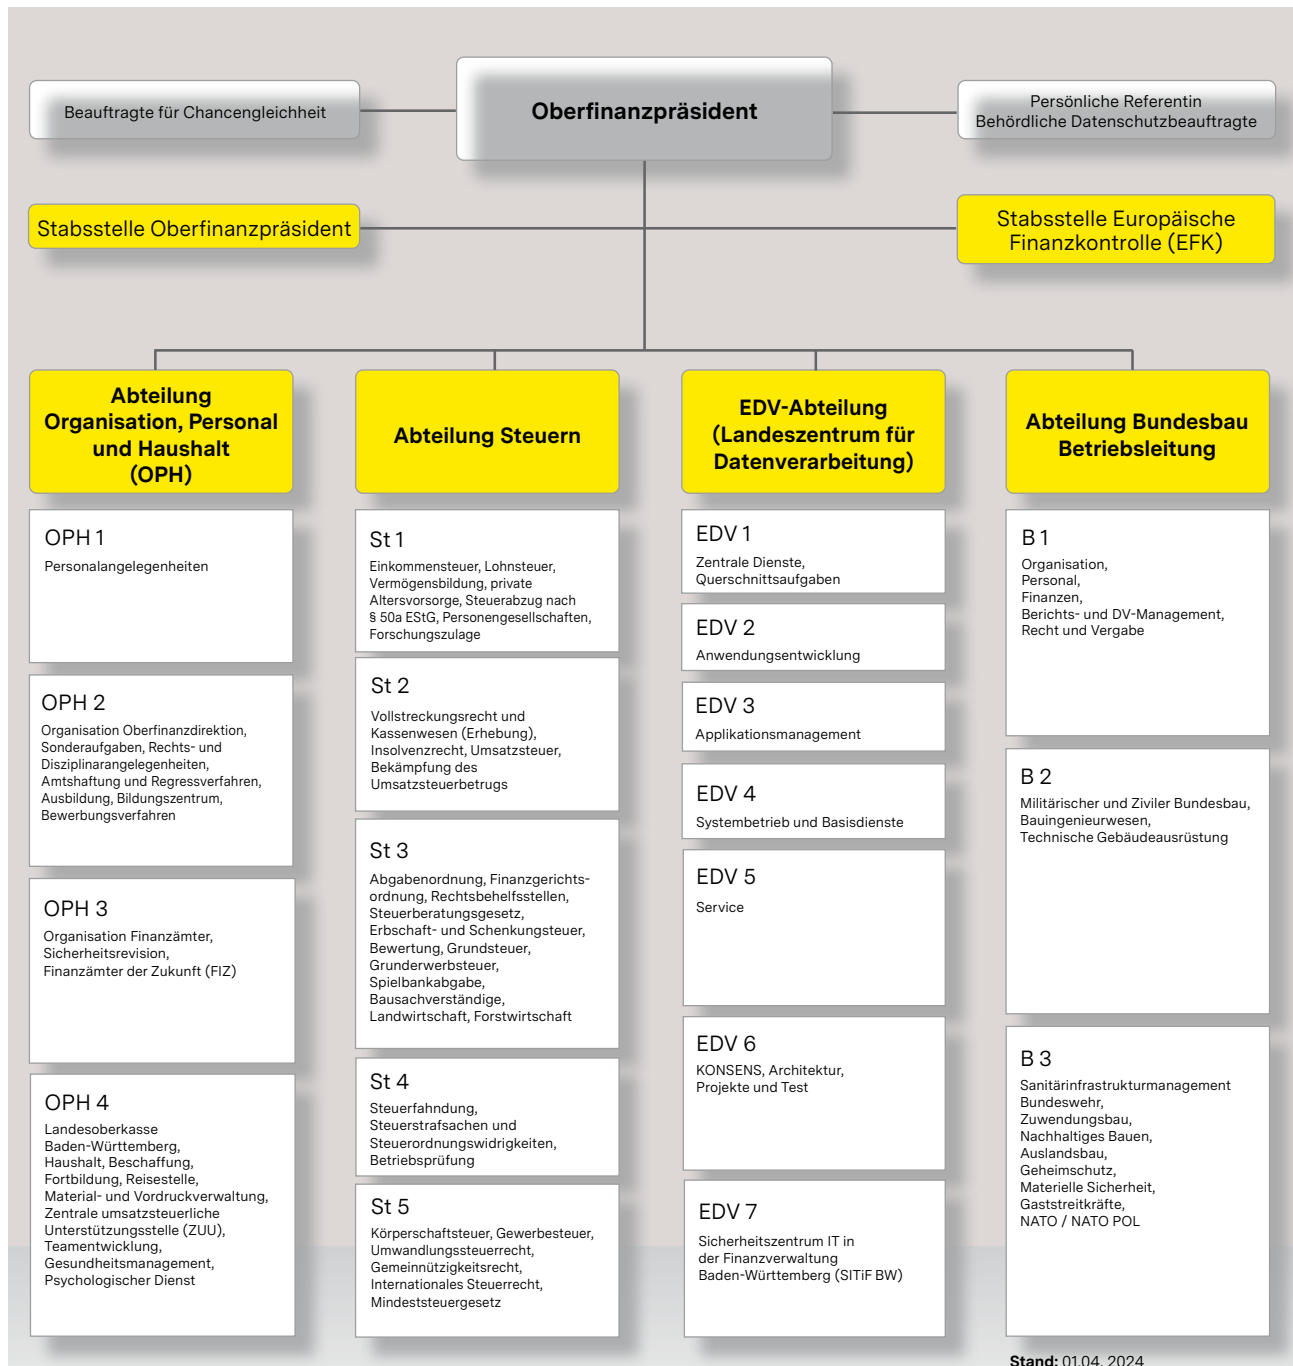 Beauftragte für Chancengleichheit
Oberfinanzpräsident
Persönliche Referentin
Behördliche Datenschutzbeauftragte
Stabsstelle Oberfinanzpräsident
Stabsstelle Europäische
Finanzkontrolle (EFK)
Abteilung
Organisation, Personal
und Haushalt
(OPH)
OPH 1
Personalangelegenheiten
OPH 2
Organisation Oberfinanzdirektion,
Sonderaufgaben, Rechts- und
Disziplinarangelegenheiten,
Amtshaftung und Regressverfahren,
Ausbildung, Bildungszentrum,
Bewerbungsverfahren
OPH 3
Organisation Finanzämter,
Sicherheitsrevision,
Finanzämter der Zukunft (FIZ)
OPH 4
Landesoberkasse
Baden-Württemberg,
Haushalt, Beschaffung,
Fortbildung, Reisestelle,
Material- und Vordruckverwaltung,
Zentrale umsatzsteuerliche
Unterstützungsstelle (ZUU),
Teamentwicklung,
Gesundheitsmanagement,
Psychologischer Dienst
Abteilung Steuern
St 1
Einkommensteuer, Lohnsteuer,
Vermögensbildung, private
Altersvorsorge, Steuerabzug nach
§ 50a EStG, Personengesellschaften,
Forschungszulage
St 2
Vollstreckungsrecht und
Kassenwesen (Erhebung),
Insolvenzrecht, Umsatzsteuer,
Bekämpfung des
Umsatzsteuerbetrugs
St 3
Abgabenordnung, Finanzgerichts-
ordnung, Rechtsbehelfsstellen,
Steuerberatungsgesetz,
Erbschaft- und Schenkungsteuer,
Bewertung, Grundsteuer,
Grunderwerbsteuer,
Spielbankabgabe,
Bausachverständige,
Landwirtschaft, Forstwirtschaft
St 4
Steuerfahndung,
Steuerstrafsachen und
Steuerordnungswidrigkeiten,
Betriebsprüfung
St 5
Körperschaftsteuer, Gewerbesteuer,
Umwandlungssteuerrecht,
Gemeinnützigkeitsrecht,
Internationales Steuerrecht,
Mindeststeuergesetz
EDV-Abteilung
(Landeszentrum für
Datenverarbeitung)
EDV 1
Zentrale Dienste,
Querschnittsaufgaben
EDV 2
Anwendungsentwicklung
EDV 3
Applikationsmanagement
EDV 4
Systembetrieb und Basisdienste
EDV 5
Service
EDV 6
KONSENS, Architektur,
Projekte und Test
EDV 7
Sicherheitszentrum IT in
der Finanzverwaltung
Baden-Württemberg (SITiF BW)
Abteilung Bundesbau
Betriebsleitung
B 1
Organisation,
Personal,
Finanzen,
Berichts- und DV-Management,
Recht und Vergabe
B 2
Militärischer und Ziviler Bundesbau,
Bauingenieurwesen,
Technische Gebäudeausrüstung
B 3
Sanitärinfrastrukturmanagement
Bundeswehr,
Zuwendungsbau,
Nachhaltiges Bauen,
Auslandsbau,
Geheimschutz,
Materielle Sicherheit,
Gaststreitkräfte,
NATO / NATO POL
Stand: 01.04. 2024